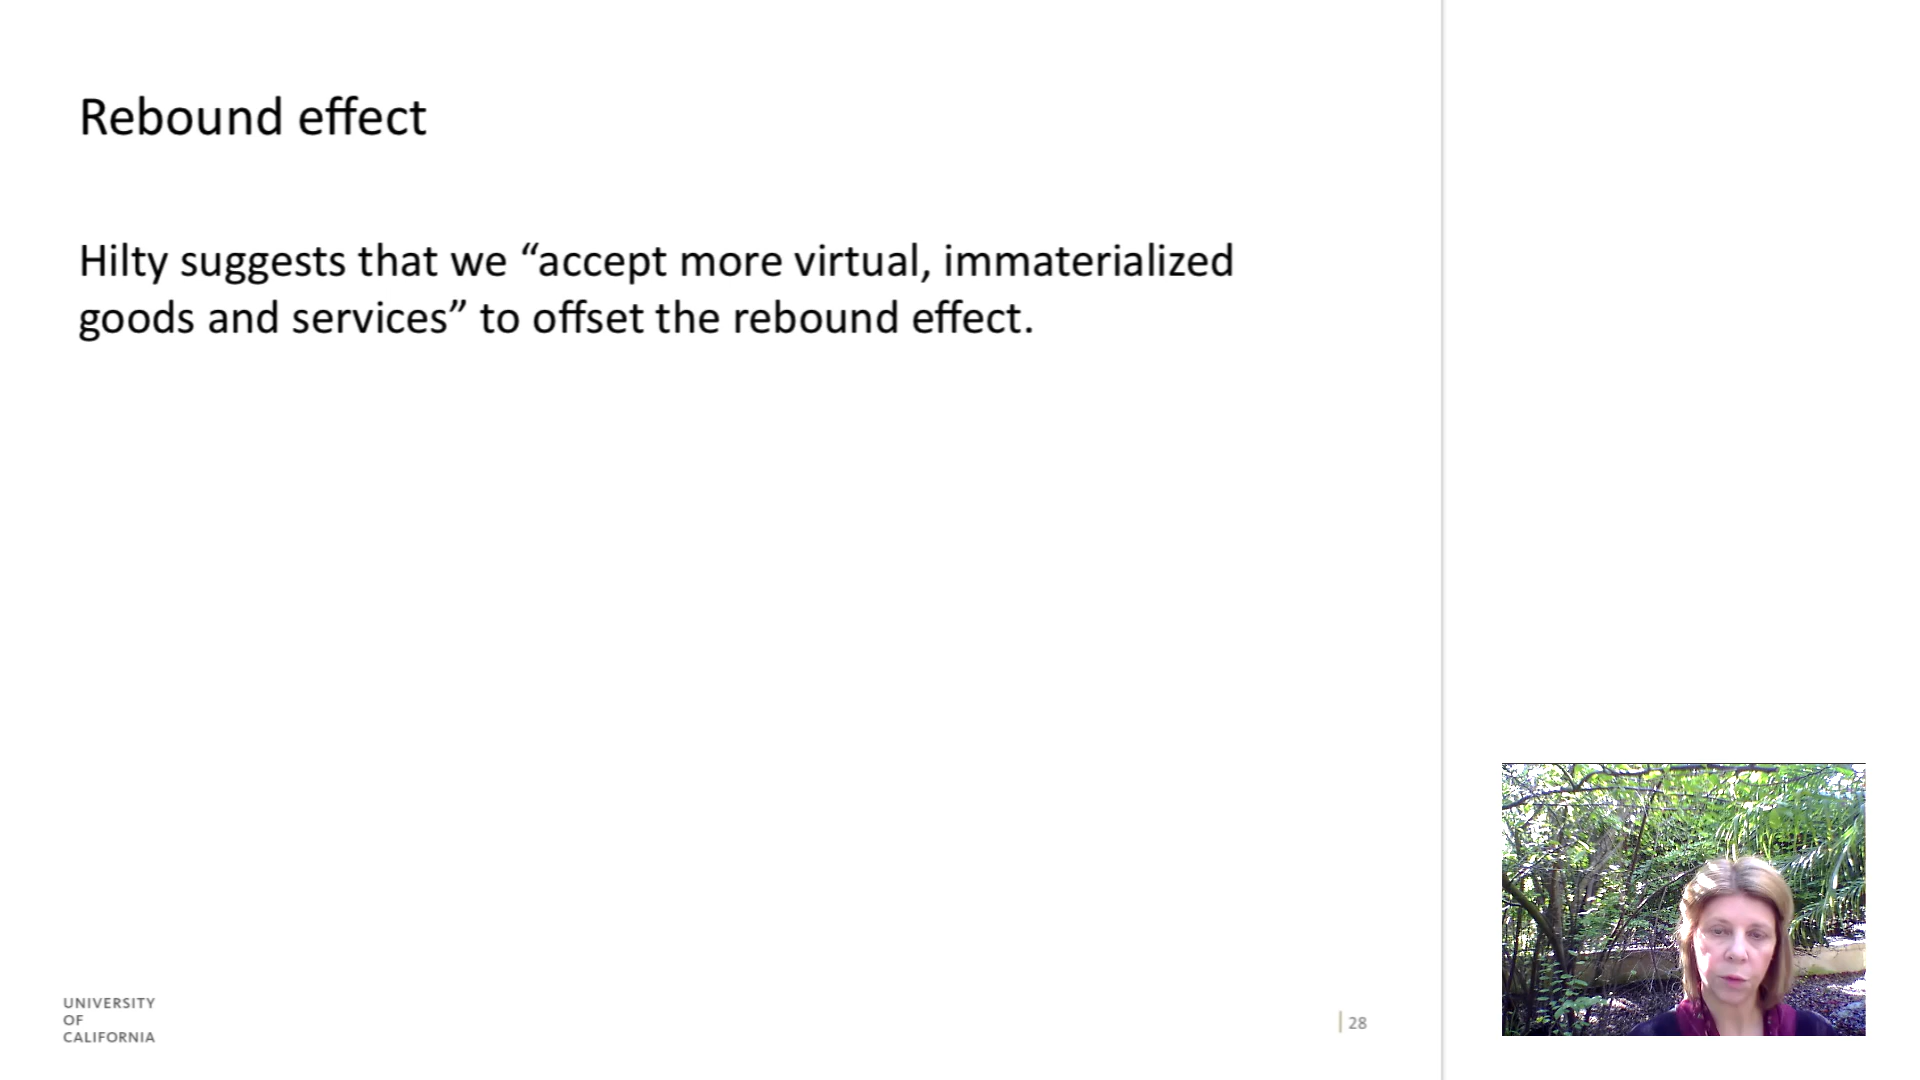 Rebound effect
Hilty suggests that we “accept more virtual, immaterialized
goods and services” to offset the rebound effect.
UNIVERSITY
OF
CALIFORNIA
28